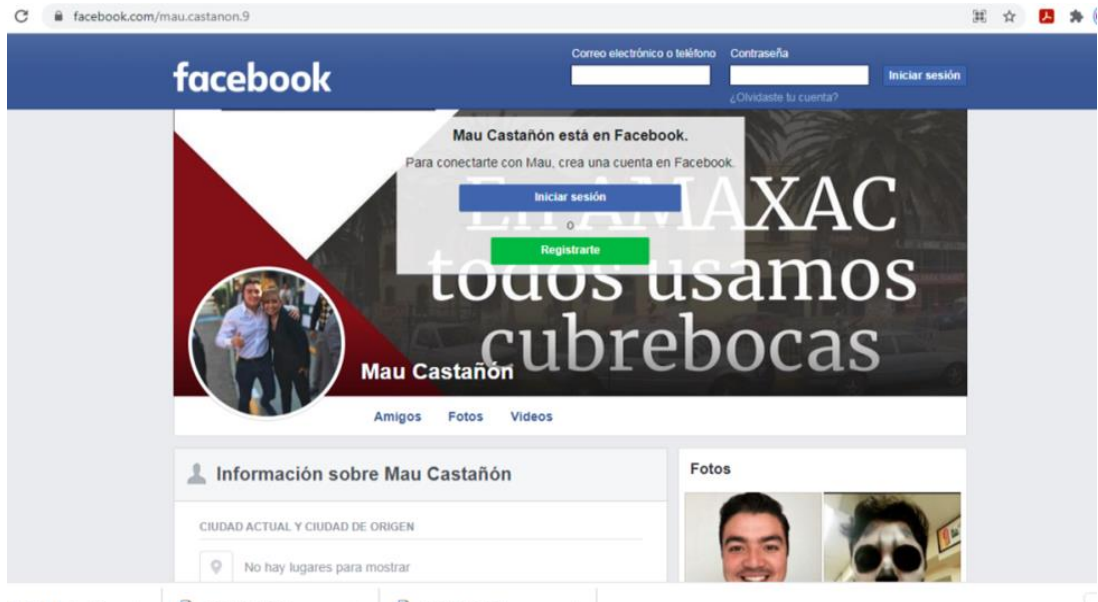 facebook.com/mau.castanon.9
facebook
Correo electrónico o teléfono
Contraseña
Iniciar sesión
¿Olvidaste tu cuenta?
Mau Castañón está en Facebook.
Para conectarte con Mau, crea una cuenta en Facebook.
Iniciar sesión
o
Registrarte
En AMAXAC
todos usamos
cubrebocas
Mau Castañón
Amigos Fotos Videos
Información sobre Mau Castañón
CIUDAD ACTUAL Y CIUDAD DE ORIGEN
No hay lugares para mostrar
Fotos